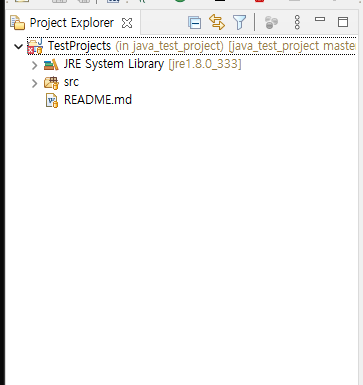 Project Explorer
TestProjects (in java_test_project) [java_test_project maste
JRE System Library [jre1.8.0_333]
src
README.md